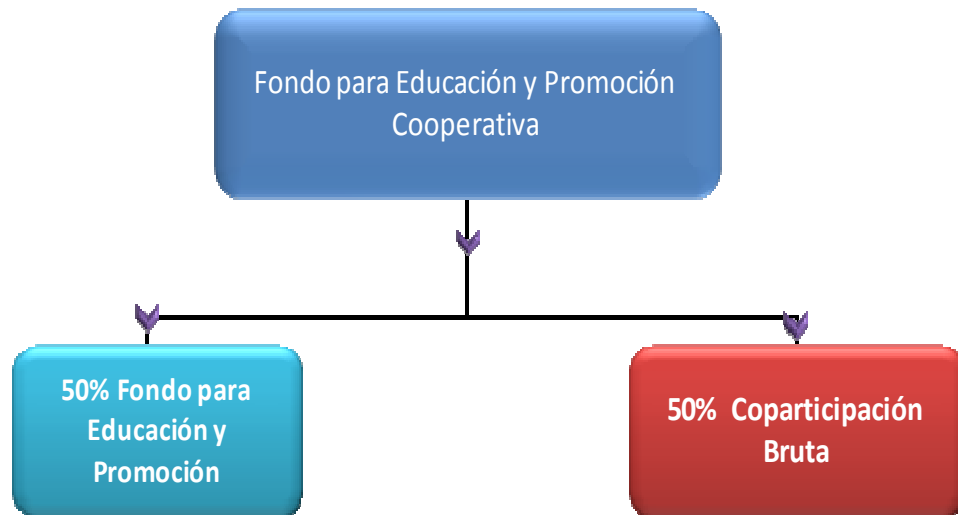 Fondo para Educación y Promoción
Cooperativa
50% Fondo para
Educación y
Promoción
50% Coparticipación
Bruta